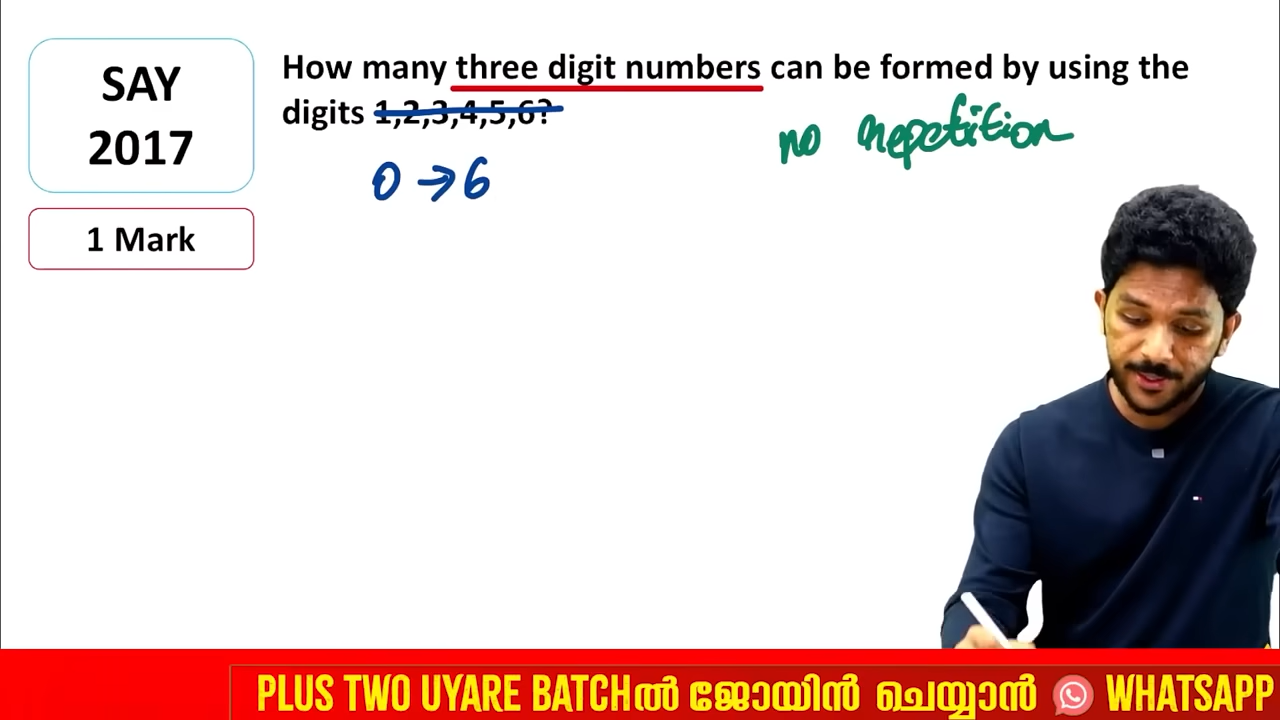 SAY
2017
1 Mark
How many three digit numbers can be formed by using the
digits 1,2,3,4,5,6?
no repetition
0 → 6
PLUS TWO UYARE BATCHൽ ജോയിൻ ചെയ്യാൻ WHATSAPP